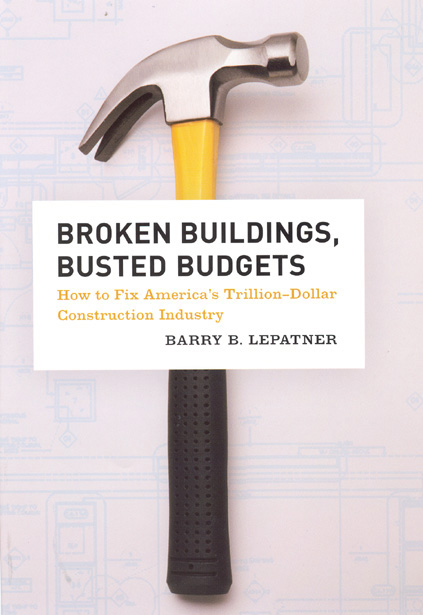 BROKEN BUILDINGS,
BUSTED BUDGETS
How to Fix America's Trillion–Dollar
Construction Industry
BARRY B. LEPATNER